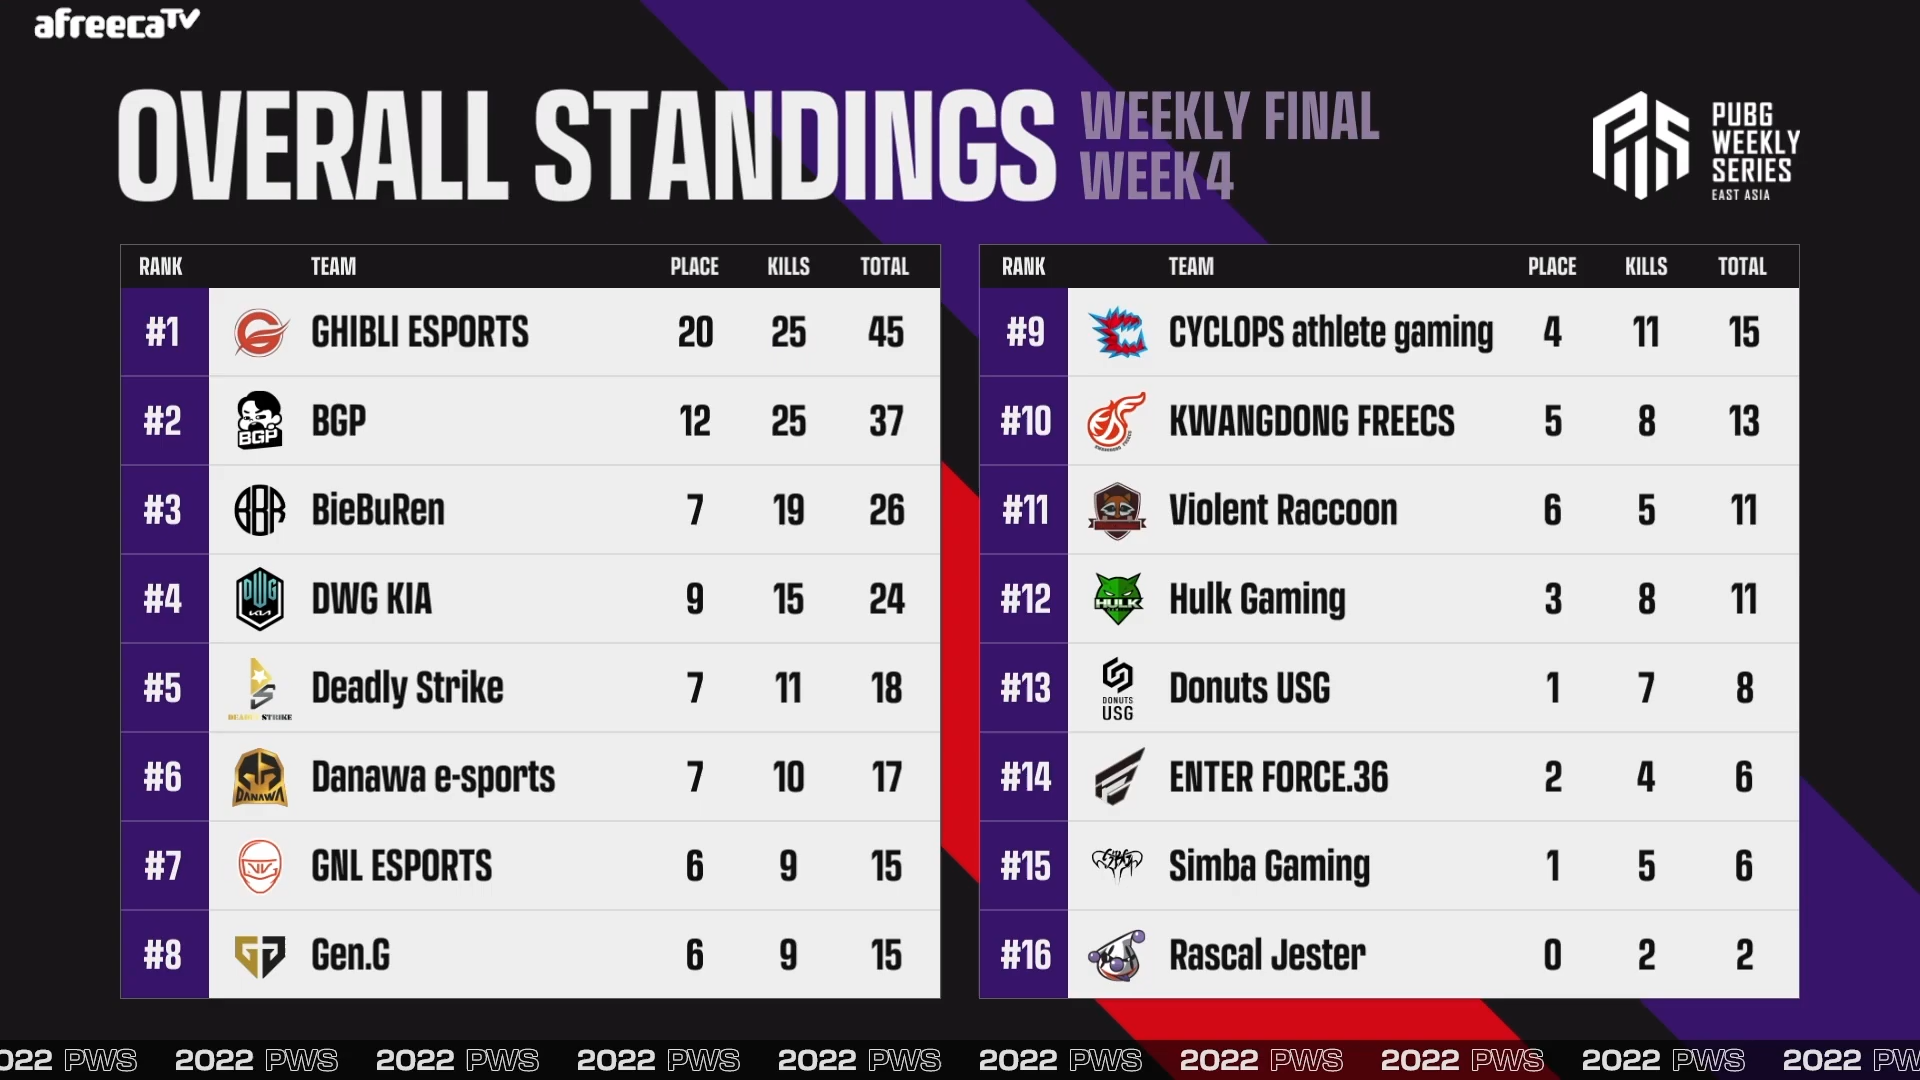 afreecaTV
OVERALL STANDINGS
WEEKLY FINAL
WEEK4
PUBG
WEEKLY
SERIES
EAST ASIA
RANK TEAM PLACE KILLS TOTAL
#1 GHIBLI ESPORTS 20 25 45
#2 BGP BGP 12 25 37
#3 BBR BieBuRen 7 19 26
#4 DWG KIA DWG KIA 9 15 24
#5 DEADLY STRIKE Deadly Strike 7 11 18
#6 DANAWA Danawa e-sports 7 10 17
#7 GNL ESPORTS 6 9 15
#8 Gen.G 6 9 15
RANK TEAM PLACE KILLS TOTAL
#9 CYCLOPS athlete gaming 4 11 15
#10 KWANGDONG FREECS 5 8 13
#11 Violent Raccoon 6 5 11
#12 HULK Hulk Gaming 3 8 11
#13 DONUTS USG Donuts USG 1 7 8
#14 ENTER FORCE.36 2 4 6
#15 Simba Gaming 1 5 6
#16 Rascal Jester 0 2 2
022 PWS 2022 PWS 2022 PWS 2022 PWS 2022 PWS 2022 PWS 2022 PWS 2022 PWS 2022 PWS 2022 PW